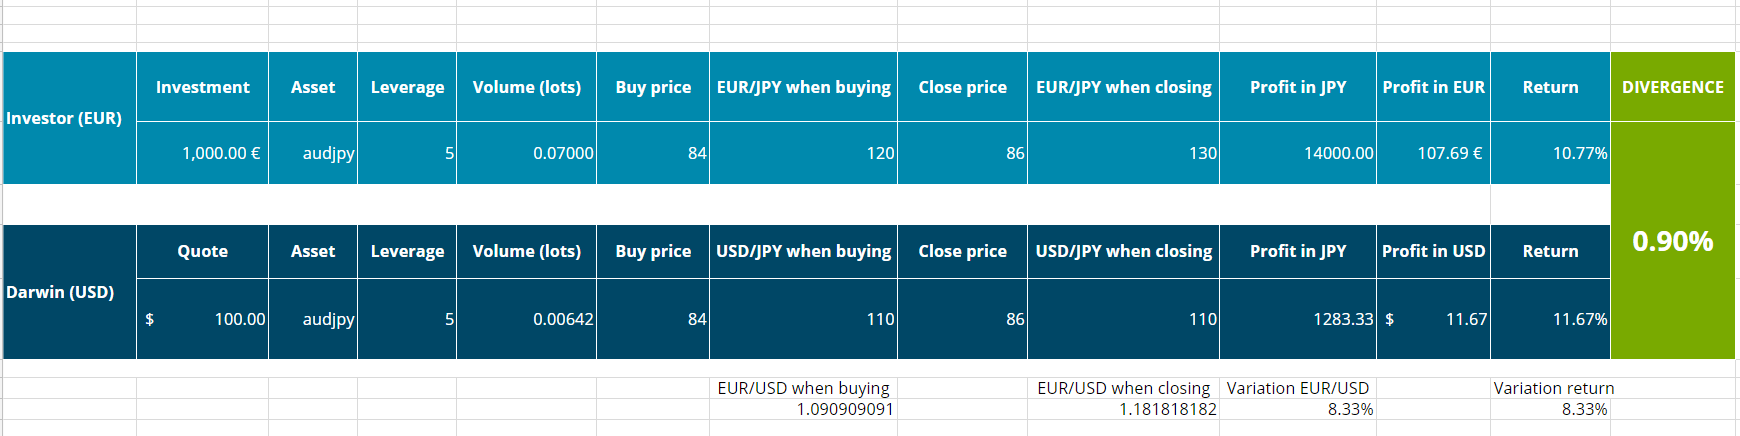 Investment Asset Leverage Volume (lots) Buy price EUR/JPY when buying Close price EUR/JPY when closing Profit in JPY Profit in EUR Return DIVERGENCE
Investor (EUR)
1,000.00 € audjpy 5 0.07000 84 120 86 130 14000.00 107.69 € 10.77%
0.90%
Quote Asset Leverage Volume (lots) Buy price USD/JPY when buying Close price USD/JPY when closing Profit in JPY Profit in USD Return
Darwin (USD)
$ 100.00 audjpy 5 0.00642 84 110 86 110 1283.33 $ 11.67 11.67%
EUR/USD when buying EUR/USD when closing Variation EUR/USD Variation return
1.090909091 1.181818182 8.33% 8.33%